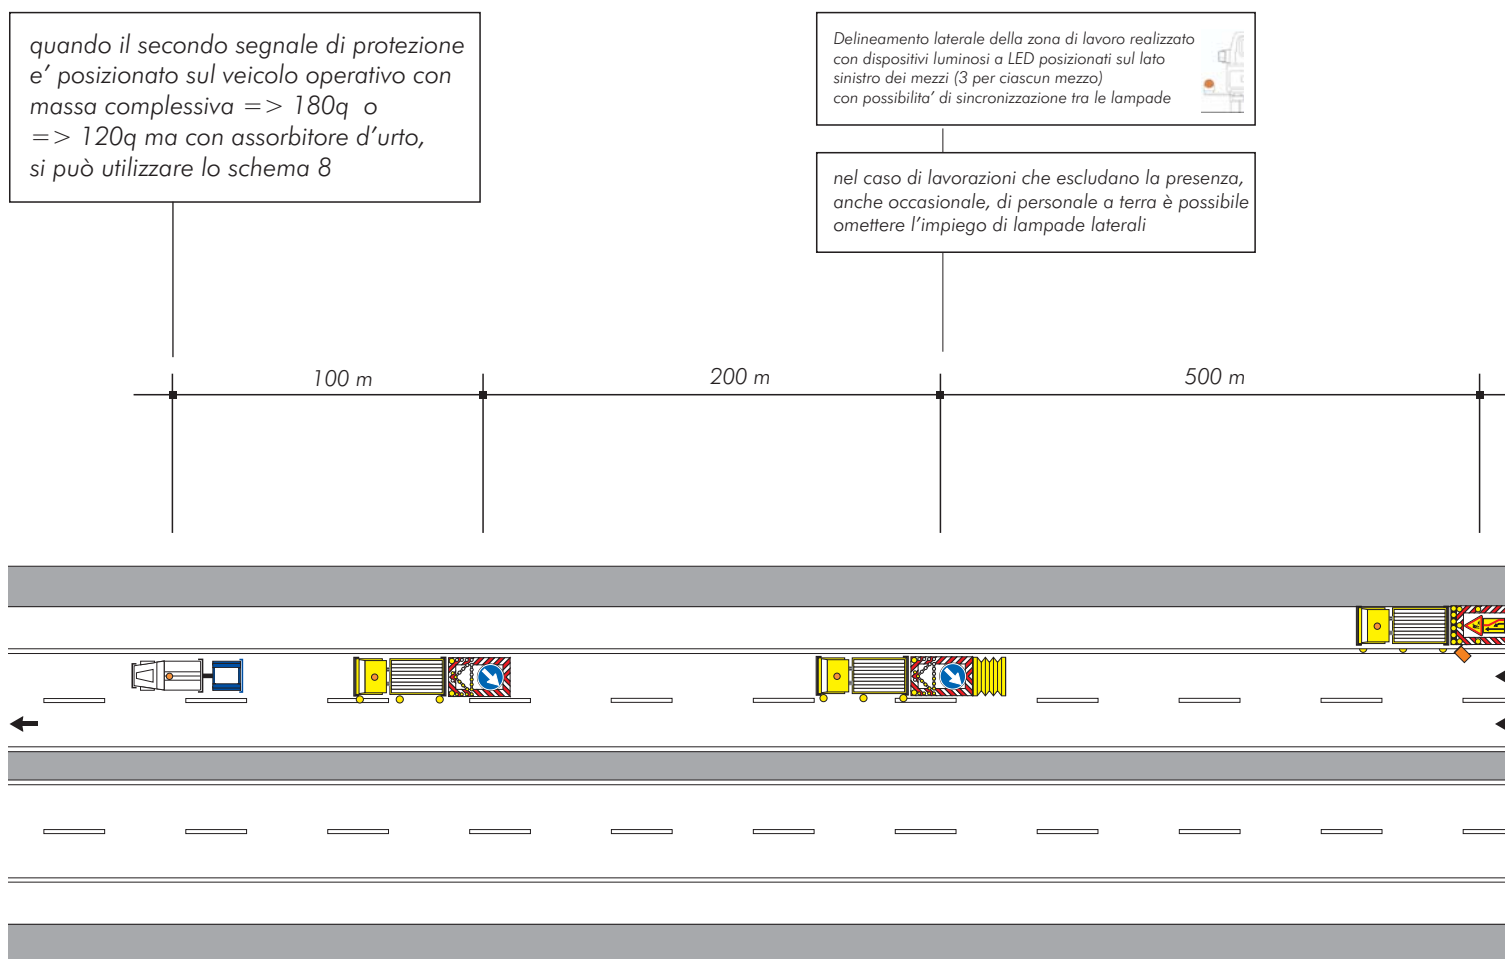 quando il secondo segnale di protezione
e' posizionato sul veicolo operativo con
massa complessiva => 180q o
=> 120q ma con assorbitore d'urto,
si può utilizzare lo schema 8
Delineamento laterale della zona di lavoro realizzato
con dispositivi luminosi a LED posizionati sul lato
sinistro dei mezzi (3 per ciascun mezzo)
con possibilita' di sincronizzazione tra le lampade
nel caso di lavorazioni che escludano la presenza,
anche occasionale, di personale a terra è possibile
omettere l'impiego di lampade laterali
100 m
200 m
500 m